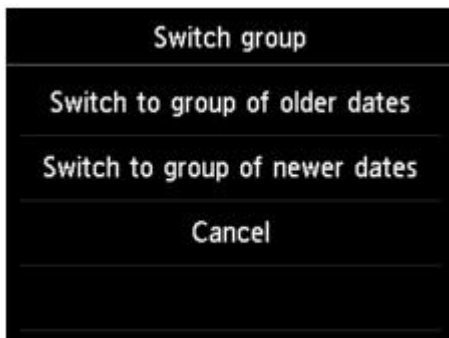 Switch group
Switch to group of older dates
Switch to group of newer dates
Cancel